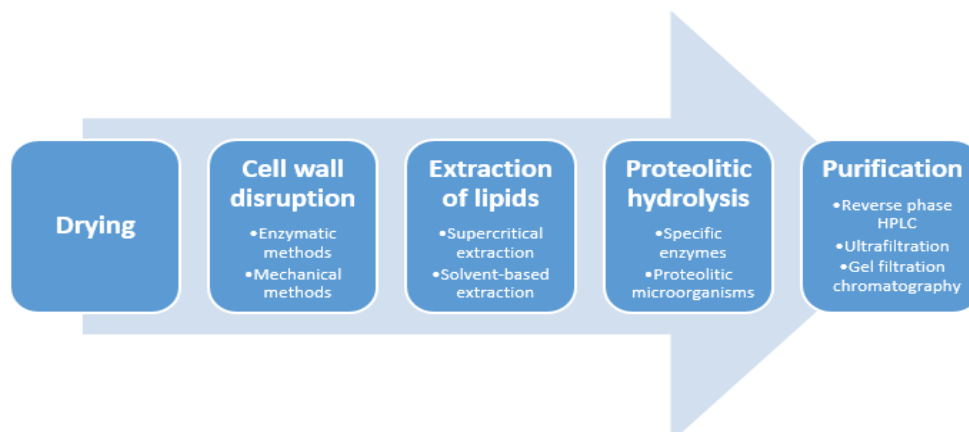 Drying
Cell wall
disruption
•Enzymatic
methods
•Mechanical
methods
Extraction
of lipids
•Supercritical
extraction
•Solvent-based
extraction
Proteolitic
hydrolysis
•Specific
enzymes
•Proteolitic
microorganisms
Purification
•Reverse phase
HPLC
•Ultrafiltration
•Gel filtration
chromatography